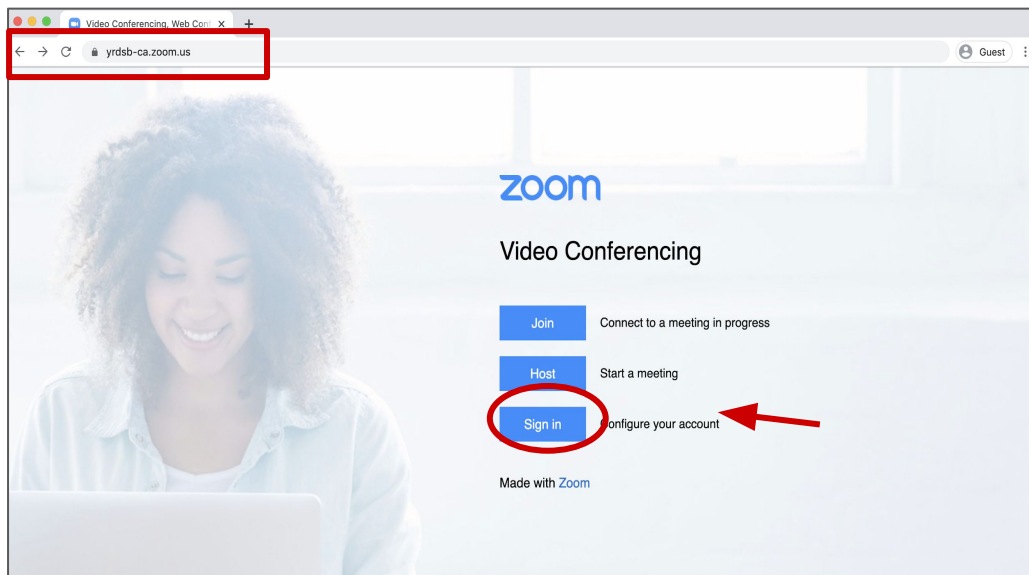 Video Conferencing, Web Conf
yrdsb-ca.zoom.us
Guest
zoom
Video Conferencing
Join Connect to a meeting in progress
Host Start a meeting
Sign in Configure your account
Made with Zoom